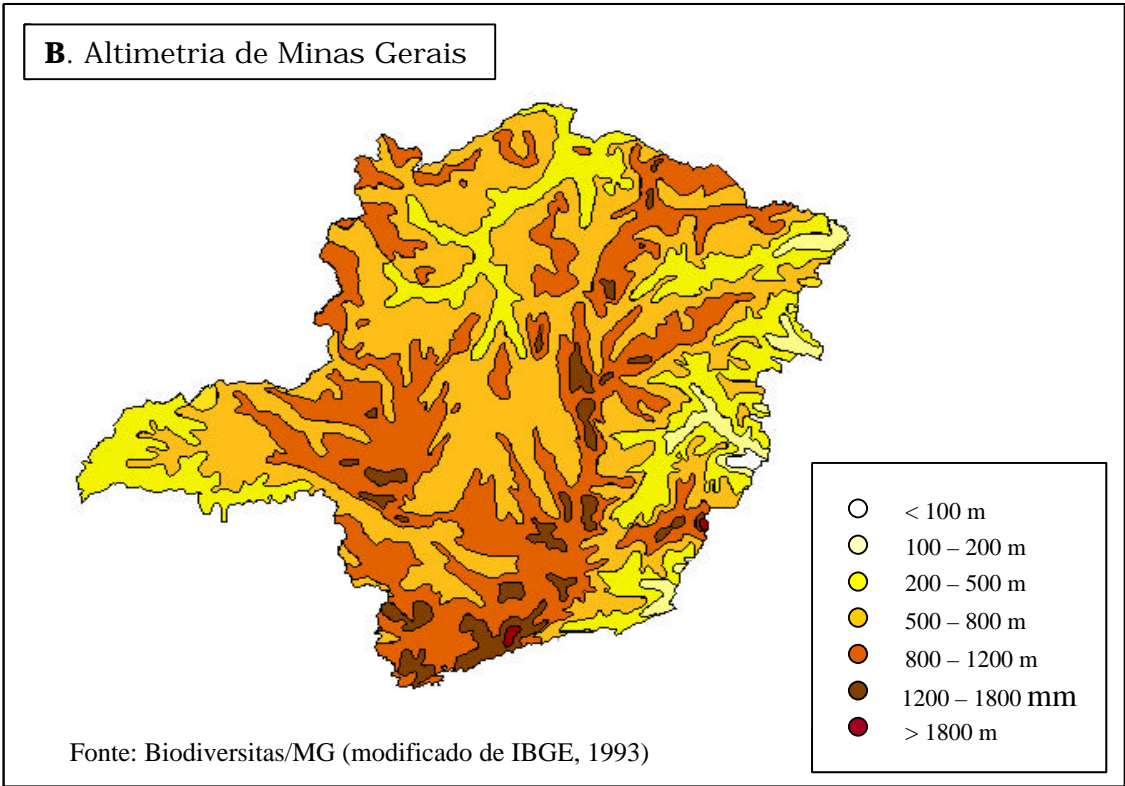 B. Altimetria de Minas Gerais
< 100 m
100 – 200 m
200 – 500 m
500 – 800 m
800 – 1200 m
1200 – 1800 mm
> 1800 m
Fonte: Biodiversitas/MG (modificado de IBGE, 1993)